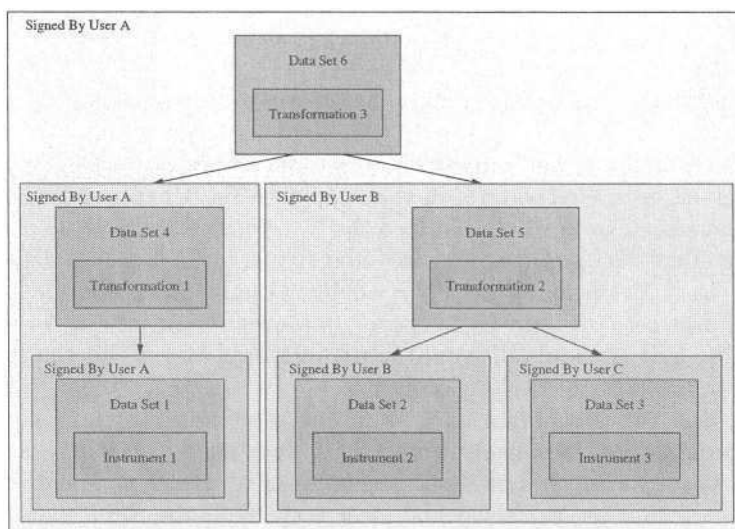 Signed By User A
Data Set 6
Transformation 3
Signed By User A
Signed By User B
Data Set 4
Data Set 5
Transformation 1
Transformation 2
Signed By User A
Signed By User B
Signed By User C
Data Set 1
Data Set 2
Data Set 3
Instrument 1
Instrument 2
Instrument 3